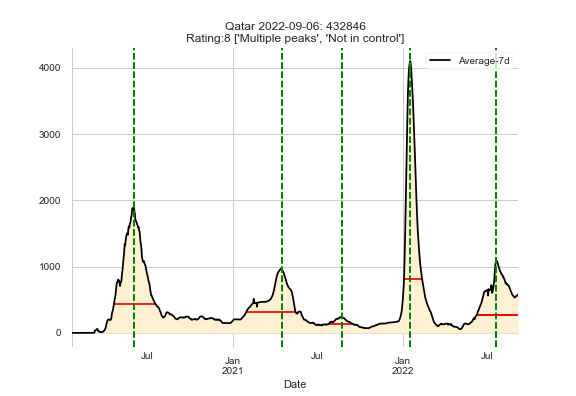 Qatar 2022-09-06: 432846
Rating:8 ['Multiple peaks', 'Not in control']
Average-7d
4000
3000
2000
1000
0
Jul
Jan
2021
Jul
Jan
2022
Jul
Date